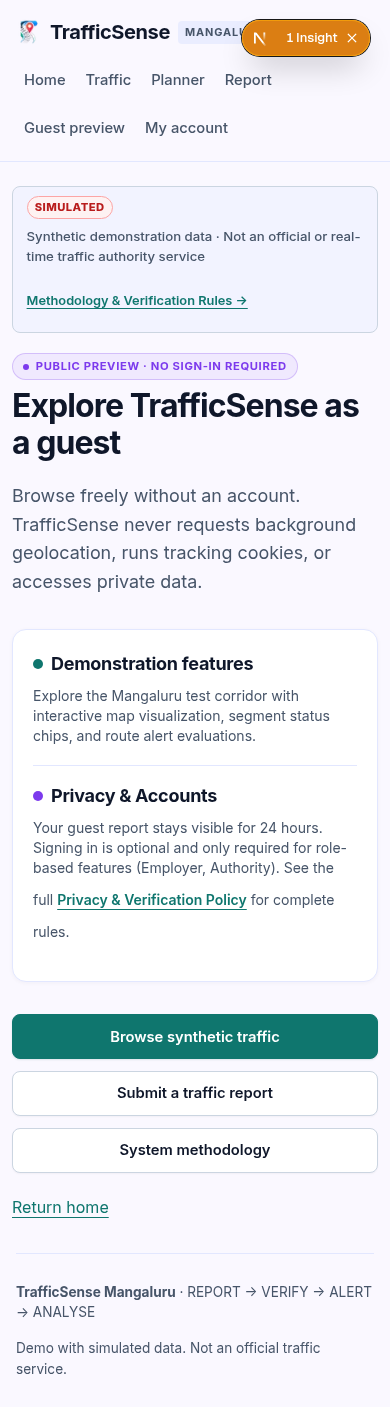 TrafficSense
1 Insight
Home Traffic Planner Report
Guest preview My account
SIMULATED
Synthetic demonstration data · Not an official or real-
time traffic authority service
Methodology & Verification Rules →
PUBLIC PREVIEW · NO SIGN-IN REQUIRED
Explore TrafficSense as
a guest
Browse freely without an account.
TrafficSense never requests background
geolocation, runs tracking cookies, or
accesses private data.
Demonstration features
Explore the Mangaluru test corridor with
interactive map visualization, segment status
chips, and route alert evaluations.
Privacy & Accounts
Your guest report stays visible for 24 hours.
Signing in is optional and only required for role-
based features (Employer, Authority). See the
full Privacy & Verification Policy for complete
rules.
Browse synthetic traffic
Submit a traffic report
System methodology
Return home
TrafficSense Mangaluru · REPORT → VERIFY → ALERT
→ ANALYSE
Demo with simulated data. Not an official traffic
service.